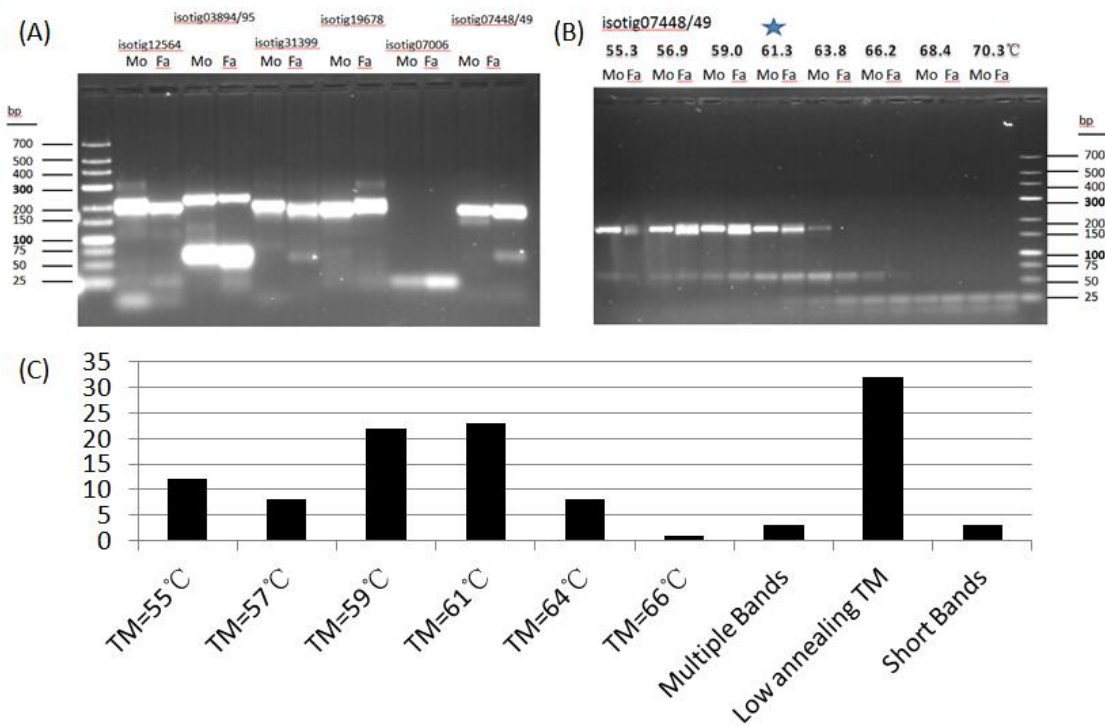 (A)
isotig03894/95 isotig19678 isotig07448/49
isotig12564 isotig31399 isotig07006
Mo Fa Mo Fa Mo Fa Mo Fa Mo Fa Mo Fa
bp
700
500
400
300
200
150
100
75
50
25
(B)
isotig07448/49
55.3 56.9 59.0 61.3 63.8 66.2 68.4 70.3℃
Mo Fa Mo Fa Mo Fa Mo Fa Mo Fa Mo Fa Mo Fa Mo Fa
bp
700
500
400
300
200
150
100
75
50
25
(C)
35
30
25
20
15
10
5
0
TM=55℃
TM=57℃
TM=59℃
TM=61℃
TM=64℃
TM=66℃
Multiple Bands
Low annealing TM
Short Bands